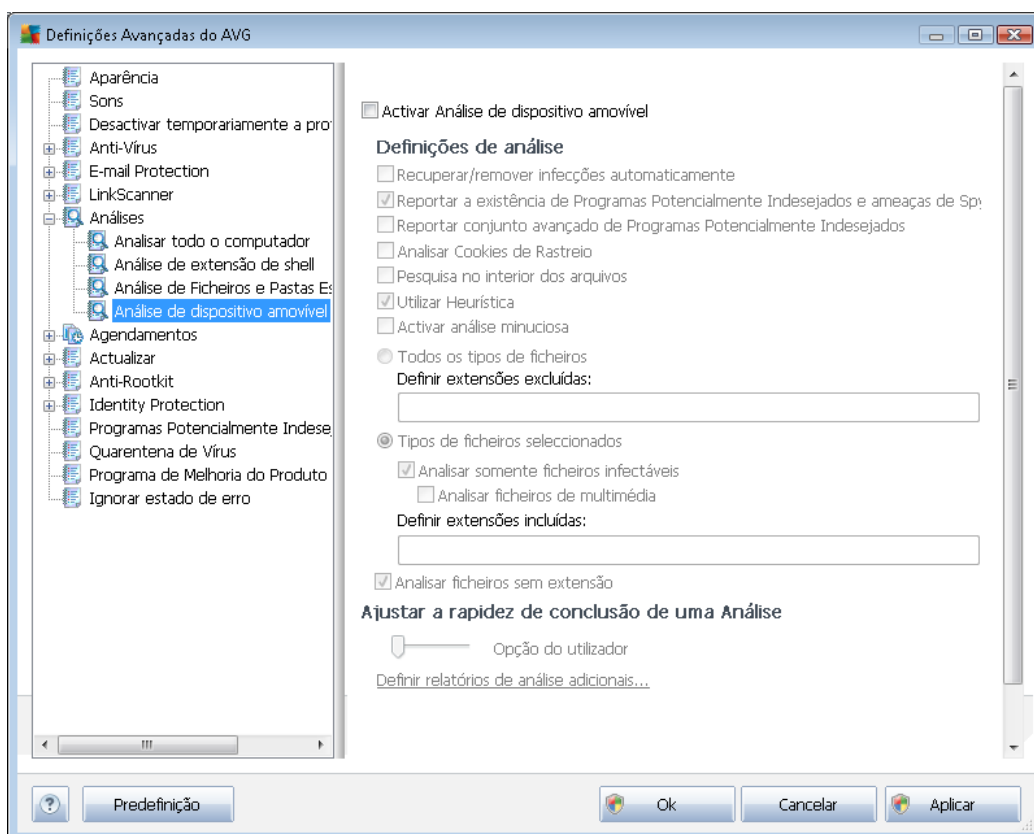 Definições Avançadas do AVG
Aparência
Sons
Desactivar temporariamente a pro
Anti-Vírus
E-mail Protection
LinkScanner
Análises
Analisar todo o computador
Análise de extensão de shell
Análise de Ficheiros e Pastas Es
Análise de dispositivo amovível
Agendamentos
Actualizar
Anti-Rootkit
Identity Protection
Programas Potencialmente Indesej
Quarentena de Vírus
Programa de Melhoria do Produto
Ignorar estado de erro
Activar Análise de dispositivo amovível
Definições de análise
Recuperar/remover infecções automaticamente
Reportar a existência de Programas Potencialmente Indesejados e ameaças de Spy
Reportar conjunto avançado de Programas Potencialmente Indesejados
Analisar Cookies de Rastreio
Pesquisa no interior dos arquivos
Utilizar Heurística
Activar análise minuciosa
Todos os tipos de ficheiros
Definir extensões excluídas:
Tipos de ficheiros seleccionados
Analisar somente ficheiros infectáveis
Analisar ficheiros de multimédia
Definir extensões incluídas:
Analisar ficheiros sem extensão
Ajustar a rapidez de conclusão de uma Análise
Opção do utilizador
Definir relatórios de análise adicionais...
Predefinição
Ok
Cancelar
Aplicar